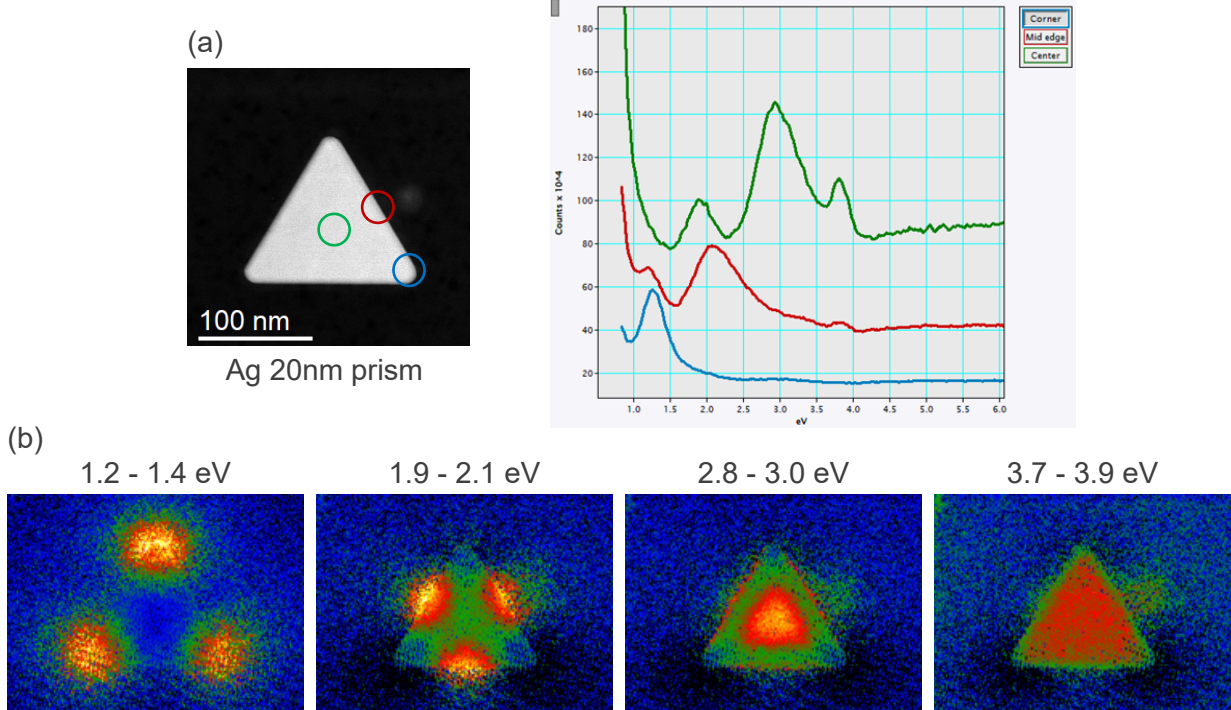 (a)
100 nm
Ag 20nm prism
Corner
Mid edge
Center
180
160
140
120
100
80
60
40
20
Counts x 10^4
1.0 1.5 2.0 2.5 3.0 3.5 4.0 4.5 5.0 5.5 6.0
eV
(b)
1.2 - 1.4 eV 1.9 - 2.1 eV 2.8 - 3.0 eV 3.7 - 3.9 eV